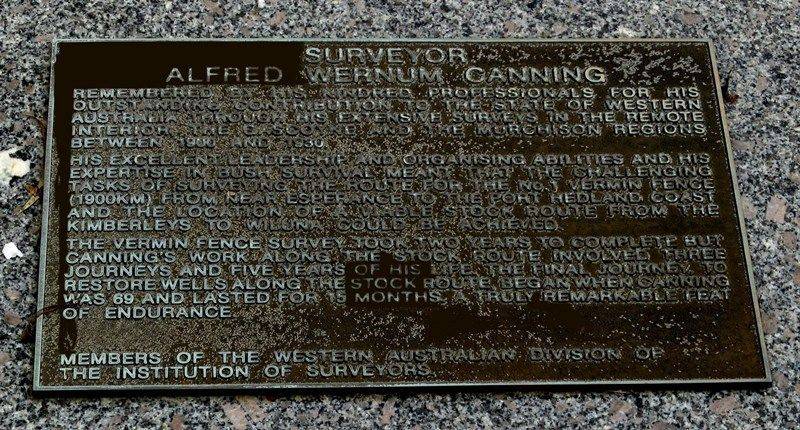 SURVEYOR
ALFRED WERNUM CANNING
REMEMBERED BY HIS KINDRED PROFESSIONALS FOR HIS
OUTSTANDING CONTRIBUTION TO THE STATE OF WESTERN
AUSTRALIA THROUGH HIS EXTENSIVE SURVEYS IN THE REMOTE
INTERIOR, THE GASCOYNE AND THE MURCHISON REGIONS
BETWEEN 1900 AND 1930
HIS EXCELLENT LEADERSHIP AND ORGANISING ABILITIES AND HIS
EXPERTISE IN BUSH SURVIVAL MEANT THAT THE CHALLENGING
TASKS OF SURVEYING THE ROUTE FOR THE No.1 VERMIN FENCE
(1900KM) FROM NEAR ESPERANCE TO THE PORT HEDLAND COAST
AND THE LOCATION OF A VIABLE STOCK ROUTE FROM THE
KIMBERLEYS TO WILUNA COULD BE ACHIEVED.
THE VERMIN FENCE SURVEY TOOK TWO YEARS TO COMPLETE BUT
CANNING'S WORK ALONG THE STOCK ROUTE INVOLVED THREE
JOURNEYS AND FIVE YEARS OF HIS LIFE. THE FINAL JOURNEY, TO
RESTORE WELLS ALONG THE STOCK ROUTE, BEGAN WHEN CANNING
WAS 69 AND LASTED FOR 15 MONTHS, A TRULY REMARKABLE FEAT
OF ENDURANCE.
MEMBERS OF THE WESTERN AUSTRALIAN DIVISION OF
THE INSTITUTION OF SURVEYORS.